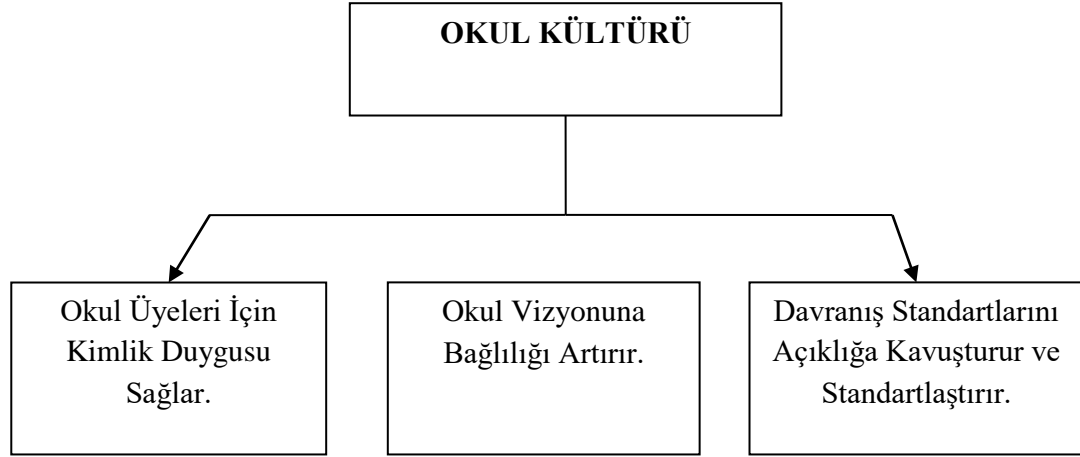 OKUL KÜLTÜRÜ
Okul Üyeleri İçin
Kimlik Duygusu
Sağlar.
Okul Vizyonuna
Bağlılığı Artırır.
Davranış Standartlarını
Açıklığa Kavuşturur ve
Standartlaştırır.